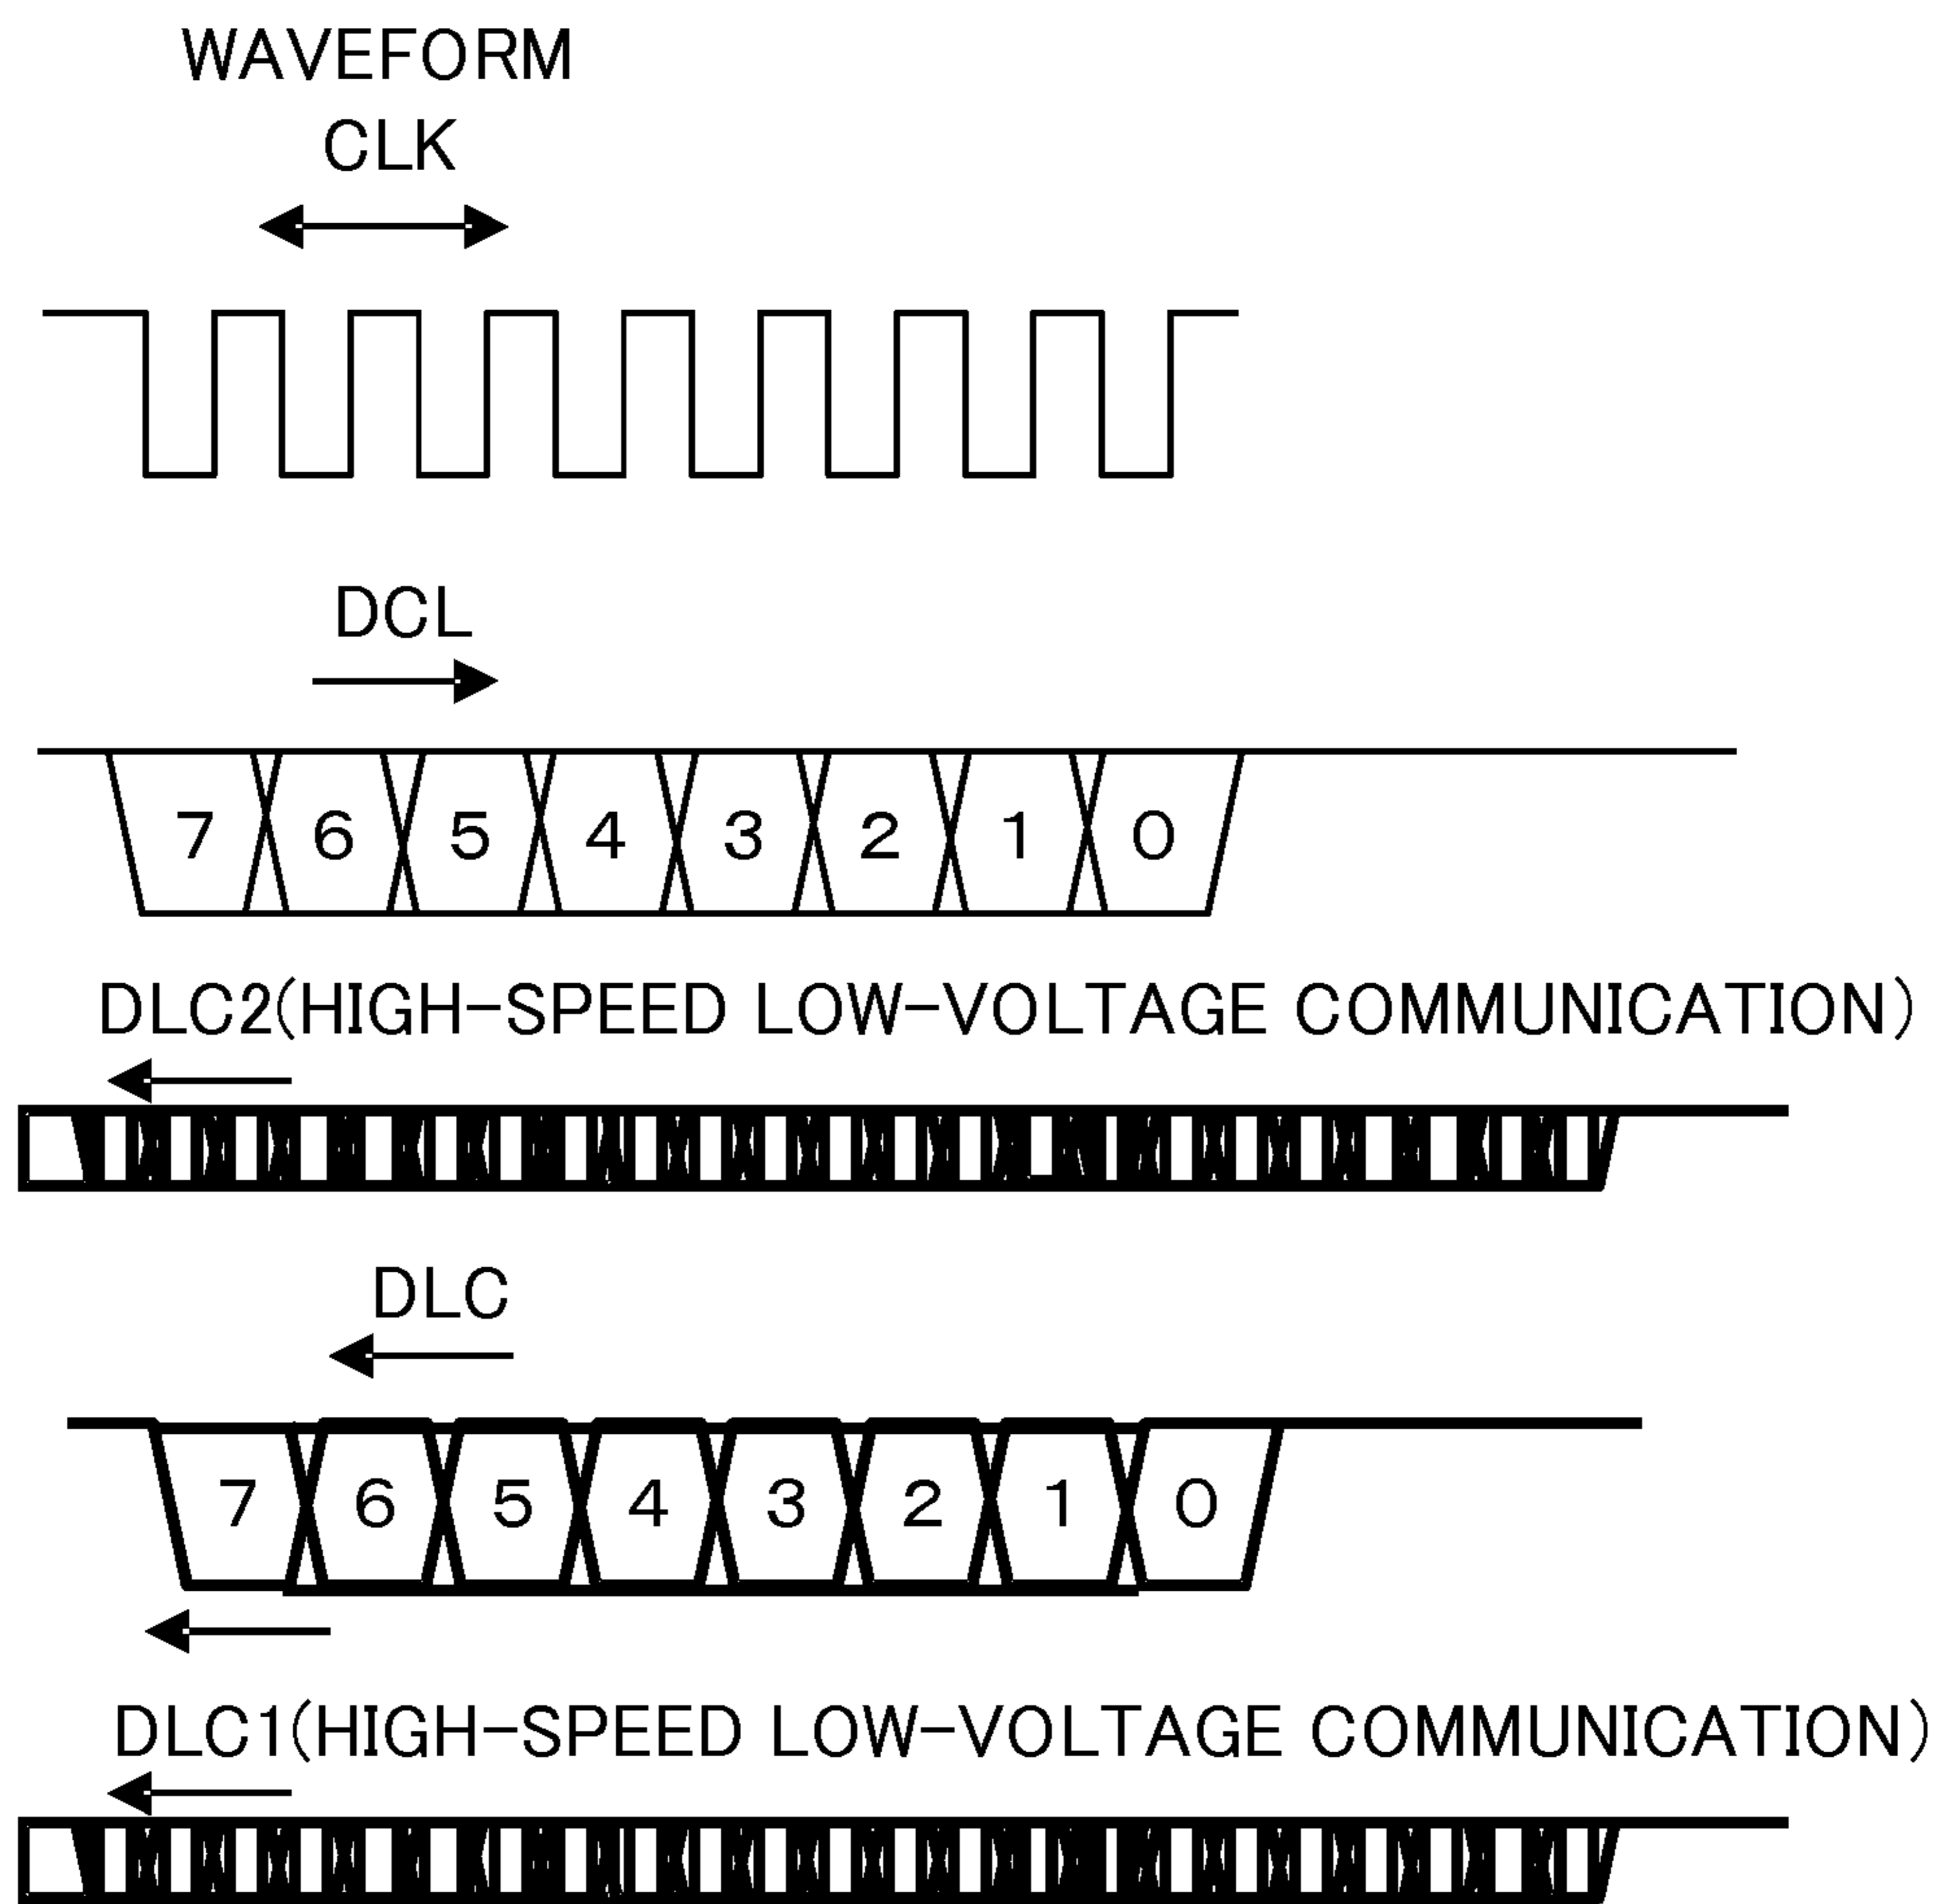 WAVEFORM
CLK
DCL
7 6 5 4 3 2 1 0
DLC2(HIGH-SPEED LOW-VOLTAGE COMMUNICATION)
DLC
7 6 5 4 3 2 1 0
DLC1(HIGH-SPEED LOW-VOLTAGE COMMUNICATION)